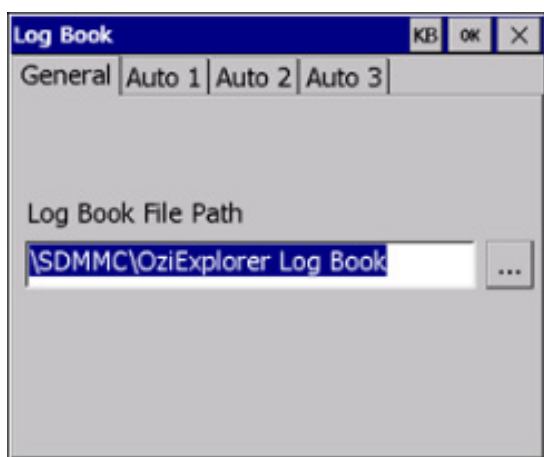 Log Book KB OK X
General Auto 1 Auto 2 Auto 3
Log Book File Path
\SDMMC\OziExplorer Log Book ...